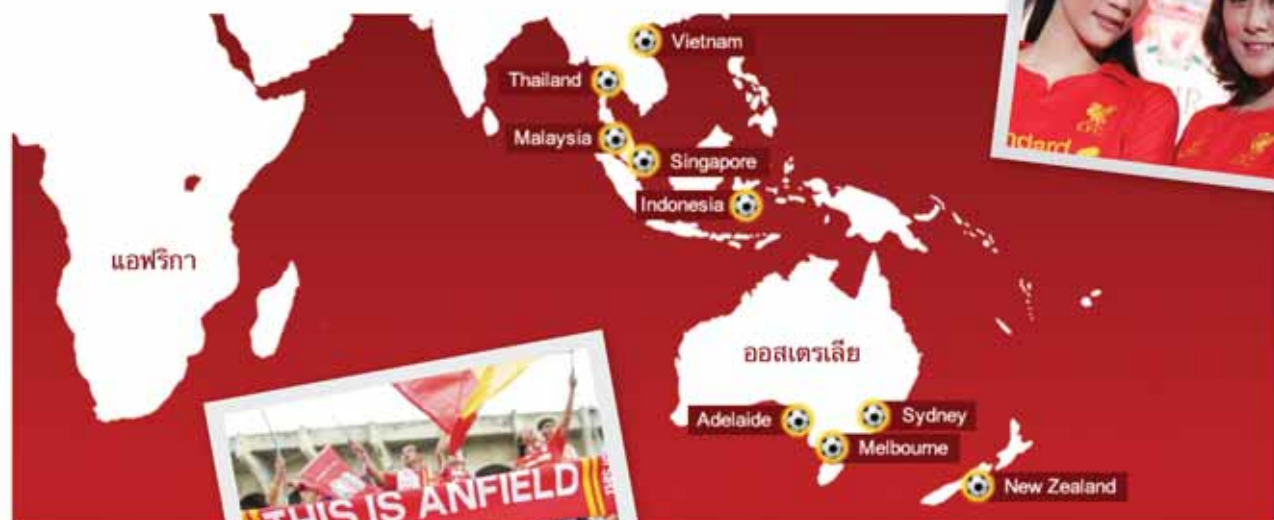 Vietnam
Thailand
Malaysia
Singapore
Indonesia
แอฟริกา
ออสเตรเลีย
Adelaide
Sydney
Melbourne
New Zealand
THIS IS ANFIELD